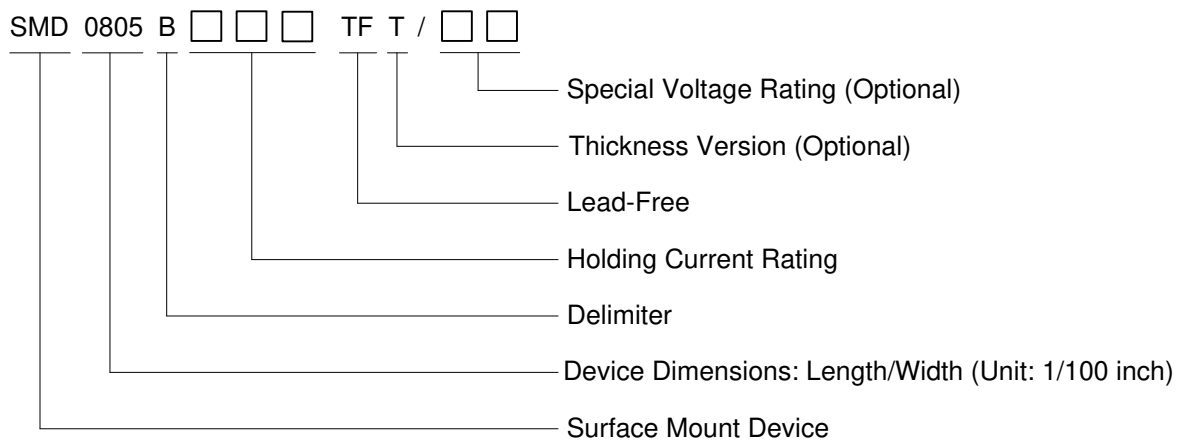 SMD 0805 B □ □ □ TF T / □ □
Special Voltage Rating (Optional)
Thickness Version (Optional)
Lead-Free
Holding Current Rating
Delimiter
Device Dimensions: Length/Width (Unit: 1/100 inch)
Surface Mount Device